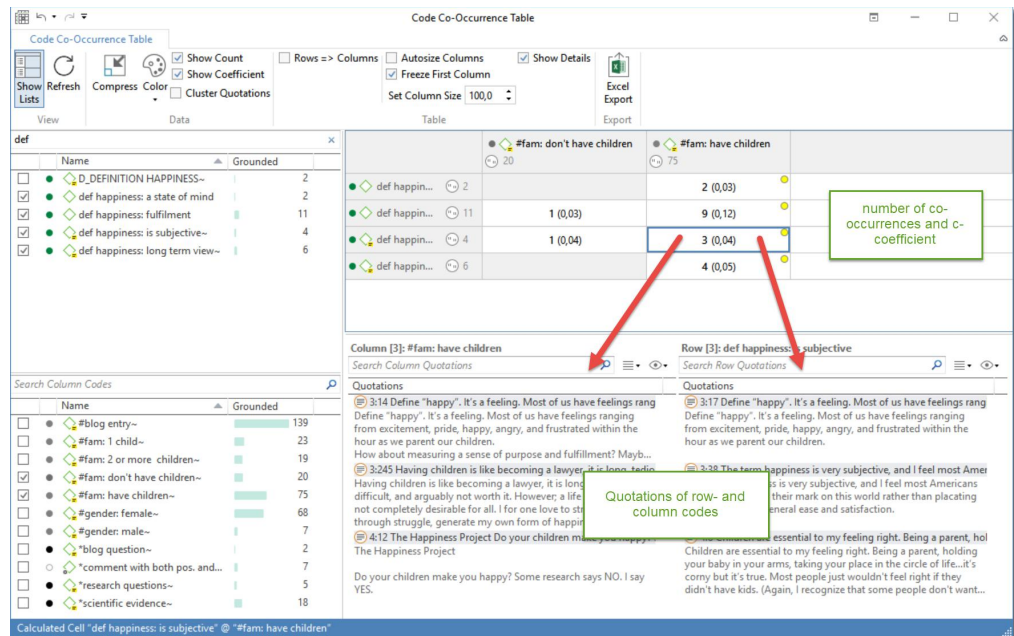 Code Co-Occurrence Table
Code Co-Occurrence Table
Show Lists
Refresh
Compress
Color
Show Count
Show Coefficient
Cluster Quotations
Rows => Columns
Autosize Columns
Freeze First Column
Set Column Size 100,0
Show Details
Excel Export
View
Data
Table
Export
def
Name Grounded
D_DEFINITION HAPPINESS~ 2
def happiness: a state of mind 2
def happiness: fulfilment 11
def happiness: is subjective~ 4
def happiness: long term view~ 6
Search Column Codes
Name Grounded
#blog entry~ 139
#fam: 1 child~ 23
#fam: 2 or more children~ 19
#fam: don't have children~ 20
#fam: have children~ 75
#gender: female~ 68
#gender: male~ 7
*blog question~ 2
*comment with both pos. and... 7
*research questions~ 5
*scientific evidence~ 18
#fam: don't have children
20
#fam: have children
75
def happin... 2
2 (0,03)
def happin... 11
1 (0,03)
9 (0,12)
def happin... 4
1 (0,04)
3 (0,04)
def happin... 6
4 (0,05)
number of co-
occurrences and c-
coefficient
Column [3]: #fam: have children
Search Column Quotations
Quotations
3:14 Define "happy". It's a feeling. Most of us have feelings rang
Define "happy". It's a feeling. Most of us have feelings ranging
from excitement, pride, happy, angry, and frustrated within the
hour as we parent our children.
How about measuring a sense of purpose and fulfillment? Mayb...
3:245 Having children is like becoming a lawyer, it is long, tedio
Having children is like becoming a lawyer, it is long
difficult, and arguably not worth it. However; a life
not completely desirable for all. I for one love to
through struggle, generate my own form of
4:12 The Happiness Project Do your children make you happy?
The Happiness Project
Do your children make you happy? Some research says NO. I say
YES.
Row [3]: def happiness: is subjective
Search Row Quotations
Quotations
3:17 Define "happy". It's a feeling. Most of us have feelings rang
Define "happy". It's a feeling. Most of us have feelings ranging
from excitement, pride, happy, angry, and frustrated within the
hour as we parent our children.
3:38 The term happiness is very subjective, and I feel most Amer
is very subjective, and I feel most Americans
their mark on this world rather than placating
ease and satisfaction.
essential to my feeling right. Being a parent, hol
Children are essential to my feeling right. Being a parent, holding
your baby in your arms, taking your place in the circle of life...it's
corny but it's true. Most people just wouldn't feel right if they
didn't have kids. (Again, I recognize that some people don't want...
Quotations of row- and
column codes
Calculated Cell "def happiness: is subjective" @ "#fam: have children"